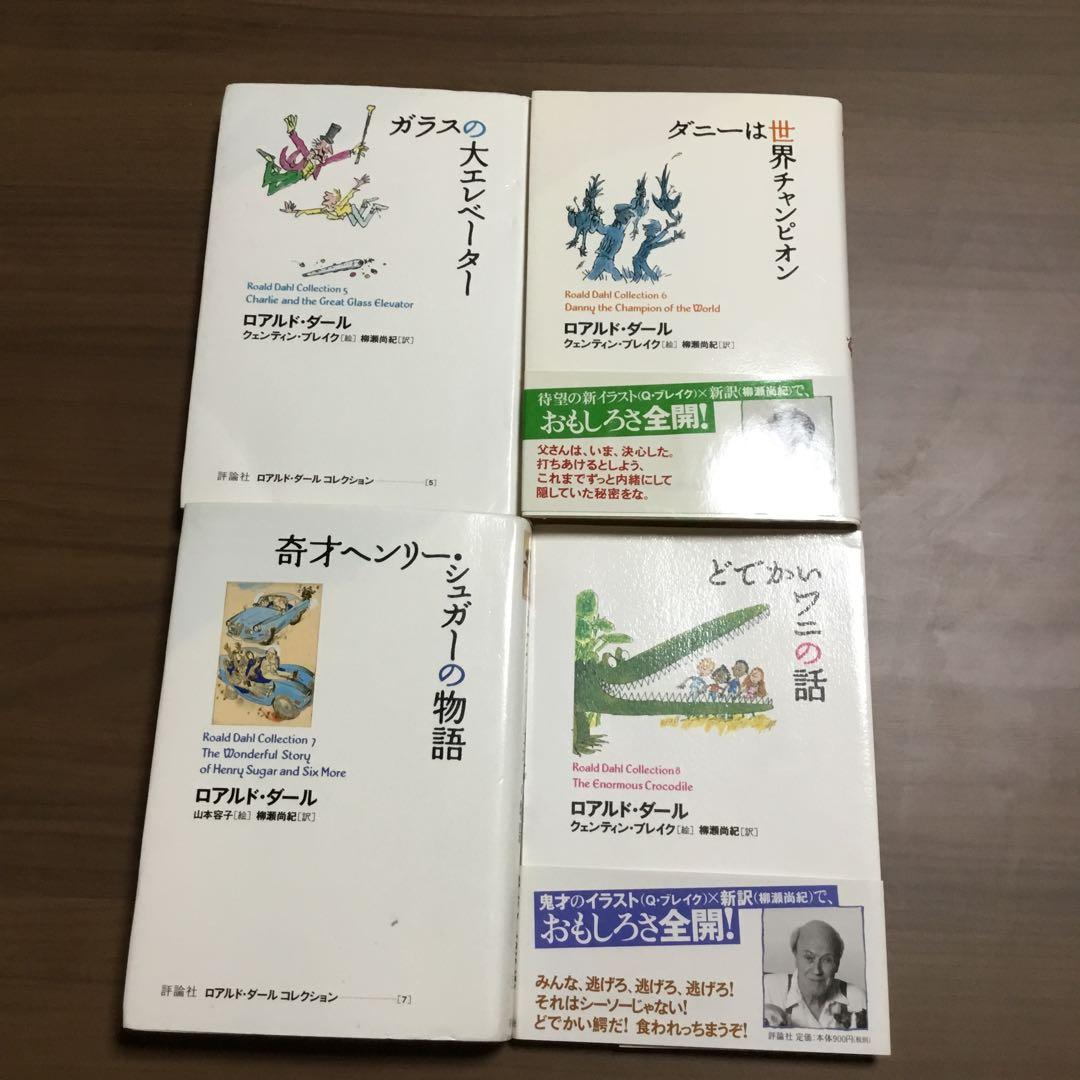 ガラスの大エレベーター
Roald Dahl Collection 5
Charlie and the Great Glass Elevator
ロアルド・ダール
クェンティン・ブレイク[絵] 柳瀬尚紀[訳]
評論社 ロアルド・ダール コレクション [5]
ダニーは世界チャンピオン
Roald Dahl Collection 6
Danny the Champion of the World
ロアルド・ダール
クェンティン・ブレイク[絵] 柳瀬尚紀[訳]
待望の新イラスト(Q・ブレイク)×新訳(柳瀬尚紀)で、
おもしろさ全開!
父さんは、いま、決心した。
打ちあけるとしよう、
これまでずっと内緒にして
隠していた秘密をな。
奇才ヘンリー・シュガーの物語
Roald Dahl Collection 7
The Wonderful Story
of Henry Sugar and Six More
ロアルド・ダール
山本容子[絵] 柳瀬尚紀[訳]
評論社 ロアルド・ダール コレクション [7]
どでかいワニの話
Roald Dahl Collection 8
The Enormous Crocodile
ロアルド・ダール
クェンティン・ブレイク[絵] 柳瀬尚紀[訳]
鬼才のイラスト(Q・ブレイク)×新訳(柳瀬尚紀)で、
おもしろさ全開!
みんな、逃げろ、逃げろ、逃げろ!
それはシーソーじゃない!
どでかい鰐だ! 食われっちまうぞ!
評論社 定価:本体900円(税別)